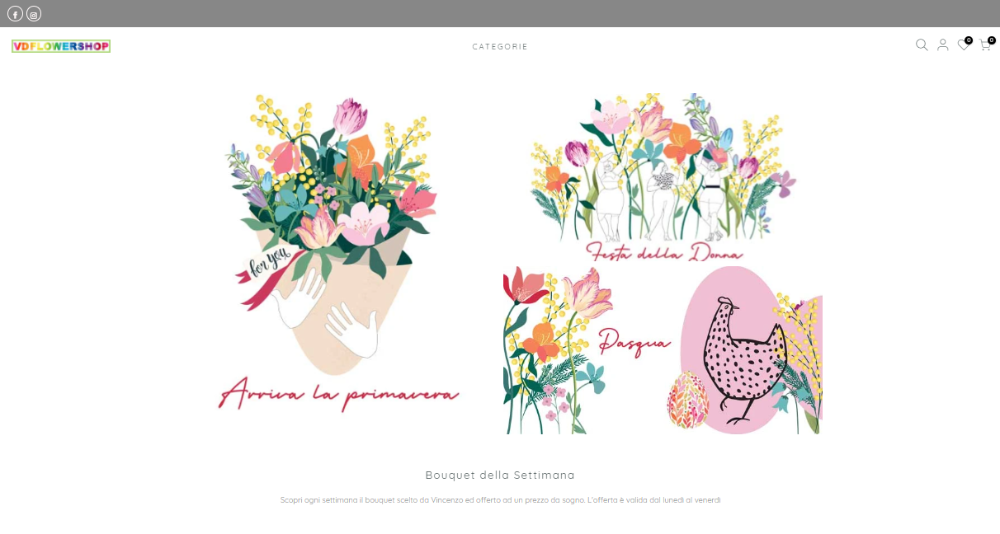 VDFLOWERSHOP
CATEGORIE
0
0
for you
Arriva la primavera
Festa della Donna
Pasqua
Bouquet della Settimana
Scopri ogni settimana il bouquet scelto da Vincenzo ed offerto ad un prezzo da sogno. L'offerta è valida dal lunedì al venerdì